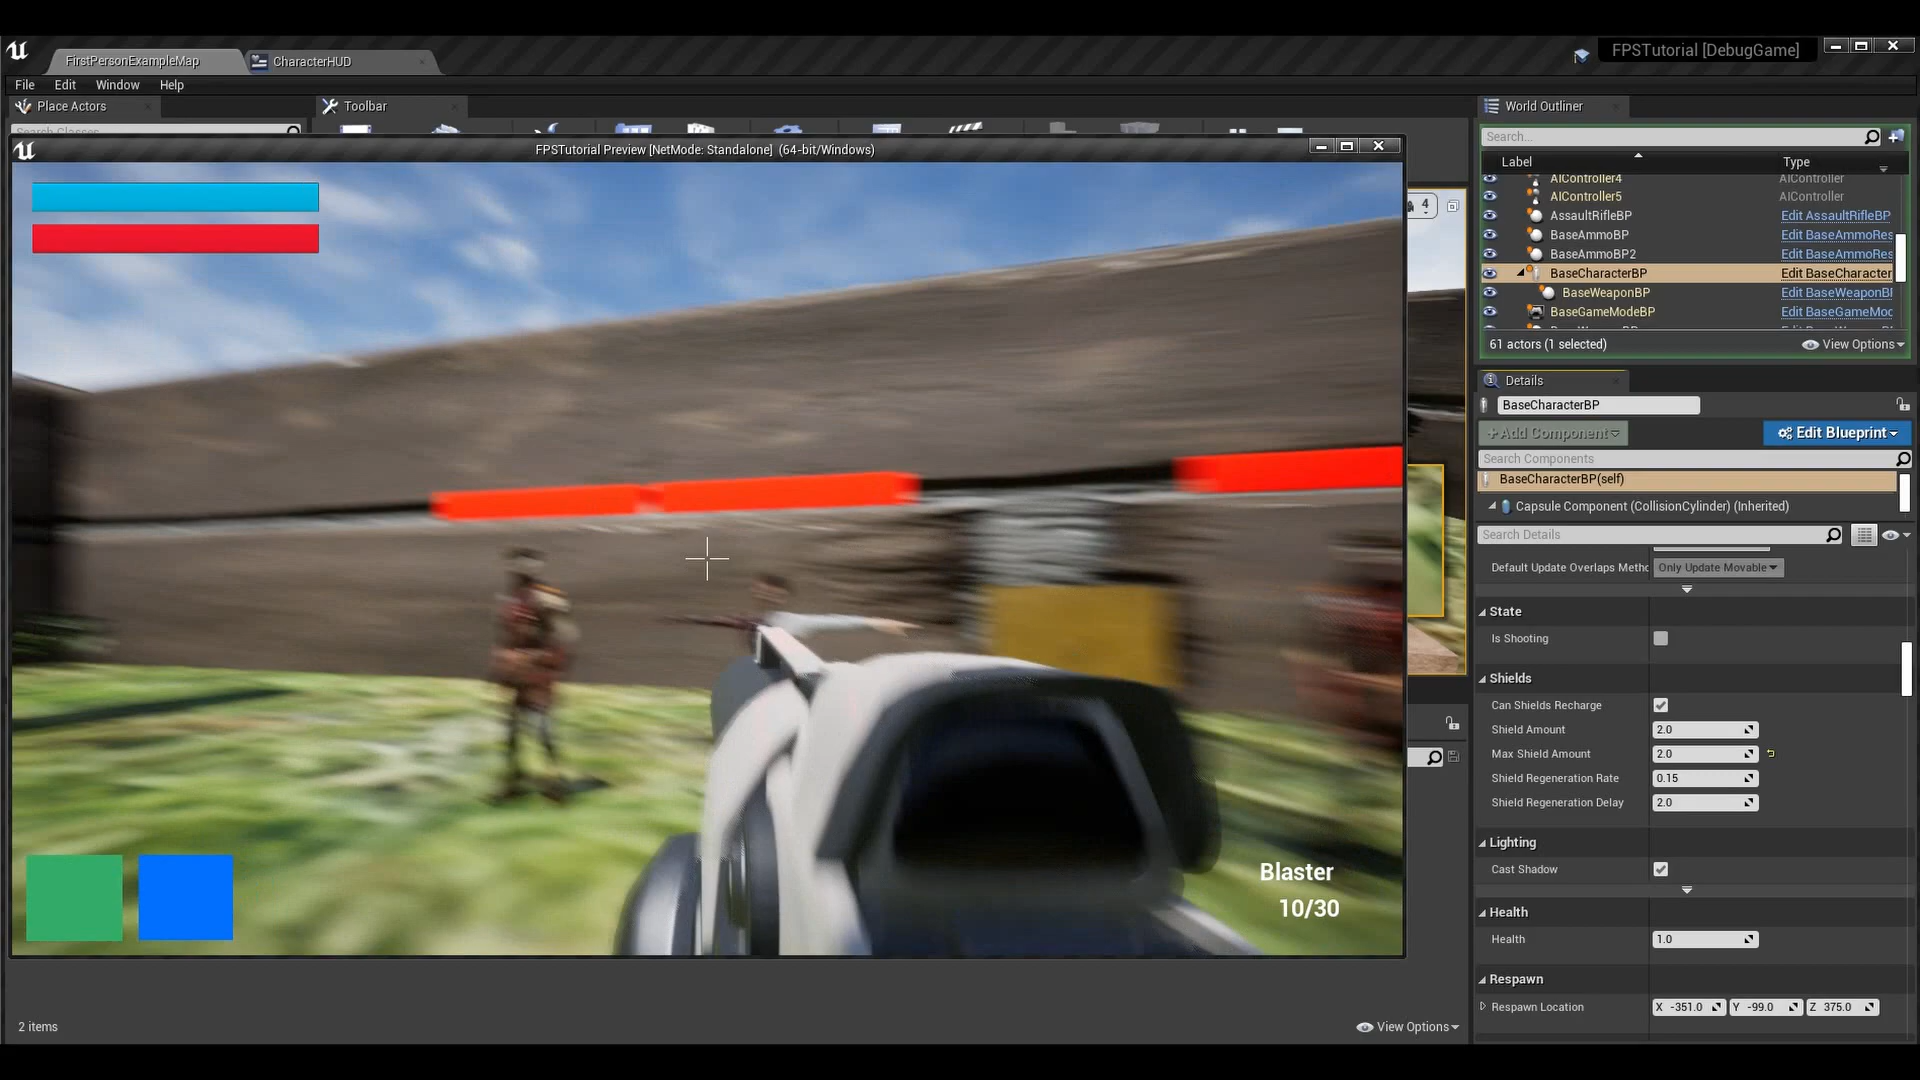 FirstPersonExampleMap
CharacterHUD
FPSTutorial [DebugGame]
File Edit Window Help
Place Actors
Toolbar
World Outliner
Search Classes
Search...
FPSTutorial Preview [NetMode: Standalone] (64-bit/Windows)
Label Type
AIController4 AIController
AIController5 AIController
4
AssaultRifleBP Edit AssaultRifleBP
BaseAmmoBP Edit BaseAmmoRes
BaseAmmoBP2 Edit BaseAmmoRes
BaseCharacterBP Edit BaseCharacter
BaseWeaponBP Edit BaseWeaponBI
BaseGameModeBP Edit BaseGameMod
61 actors (1 selected) View Options
Details
BaseCharacterBP
+Add Component Edit Blueprint
Search Components
BaseCharacterBP(self)
Capsule Component (CollisionCylinder) (Inherited)
Search Details
Default Update Overlaps Metho Only Update Movable
State
Is Shooting
Shields
Can Shields Recharge
Shield Amount 2.0
Max Shield Amount 2.0
Shield Regeneration Rate 0.15
Shield Regeneration Delay 2.0
Lighting
Cast Shadow
Health
Health 1.0
Respawn
Respawn Location X -351.0 Y -99.0 Z 375.0
Blaster
10/30
2 items
View Options